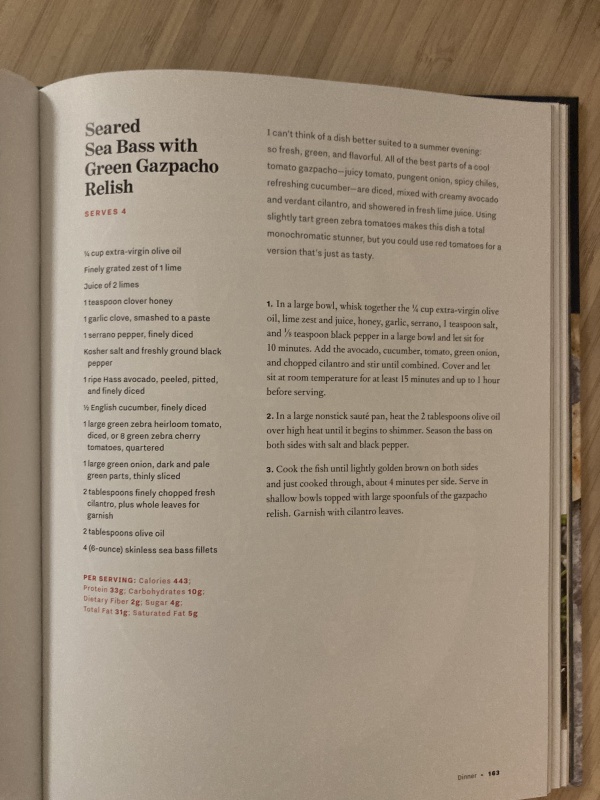 Seared
Sea Bass with
Green Gazpacho
Relish
SERVES 4
¼ cup extra-virgin olive oil
Finely grated zest of 1 lime
Juice of 2 limes
1 teaspoon clover honey
1 garlic clove, smashed to a paste
1 serrano pepper, finely diced
Kosher salt and freshly ground black
pepper
1 ripe Hass avocado, peeled, pitted,
and finely diced
½ English cucumber, finely diced
1 large green zebra heirloom tomato,
diced, or 8 green zebra cherry
tomatoes, quartered
1 large green onion, dark and pale
green parts, thinly sliced
2 tablespoons finely chopped fresh
cilantro, plus whole leaves for
garnish
2 tablespoons olive oil
4 (6-ounce) skinless sea bass fillets
PER SERVING: Calories 443;
Protein 33g; Carbohydrates 10g;
Dietary Fiber 2g; Sugar 4g;
Total Fat 31g; Saturated Fat 5g
I can't think of a dish better suited to a summer evening:
so fresh, green, and flavorful. All of the best parts of a cool
tomato gazpacho—juicy tomato, pungent onion, spicy chiles,
refreshing cucumber—are diced, mixed with creamy avocado
and verdant cilantro, and showered in fresh lime juice. Using
slightly tart green zebra tomatoes makes this dish a total
monochromatic stunner, but you could use red tomatoes for a
version that's just as tasty.
1. In a large bowl, whisk together the ¼ cup extra-virgin olive
oil, lime zest and juice, honey, garlic, serrano, 1 teaspoon salt,
and ⅛ teaspoon black pepper in a large bowl and let sit for
10 minutes. Add the avocado, cucumber, tomato, green onion,
and chopped cilantro and stir until combined. Cover and let
sit at room temperature for at least 15 minutes and up to 1 hour
before serving.
2. In a large nonstick sauté pan, heat the 2 tablespoons olive oil
over high heat until it begins to shimmer. Season the bass on
both sides with salt and black pepper.
3. Cook the fish until lightly golden brown on both sides
and just cooked through, about 4 minutes per side. Serve in
shallow bowls topped with large spoonfuls of the gazpacho
relish. Garnish with cilantro leaves.
Dinner • 163